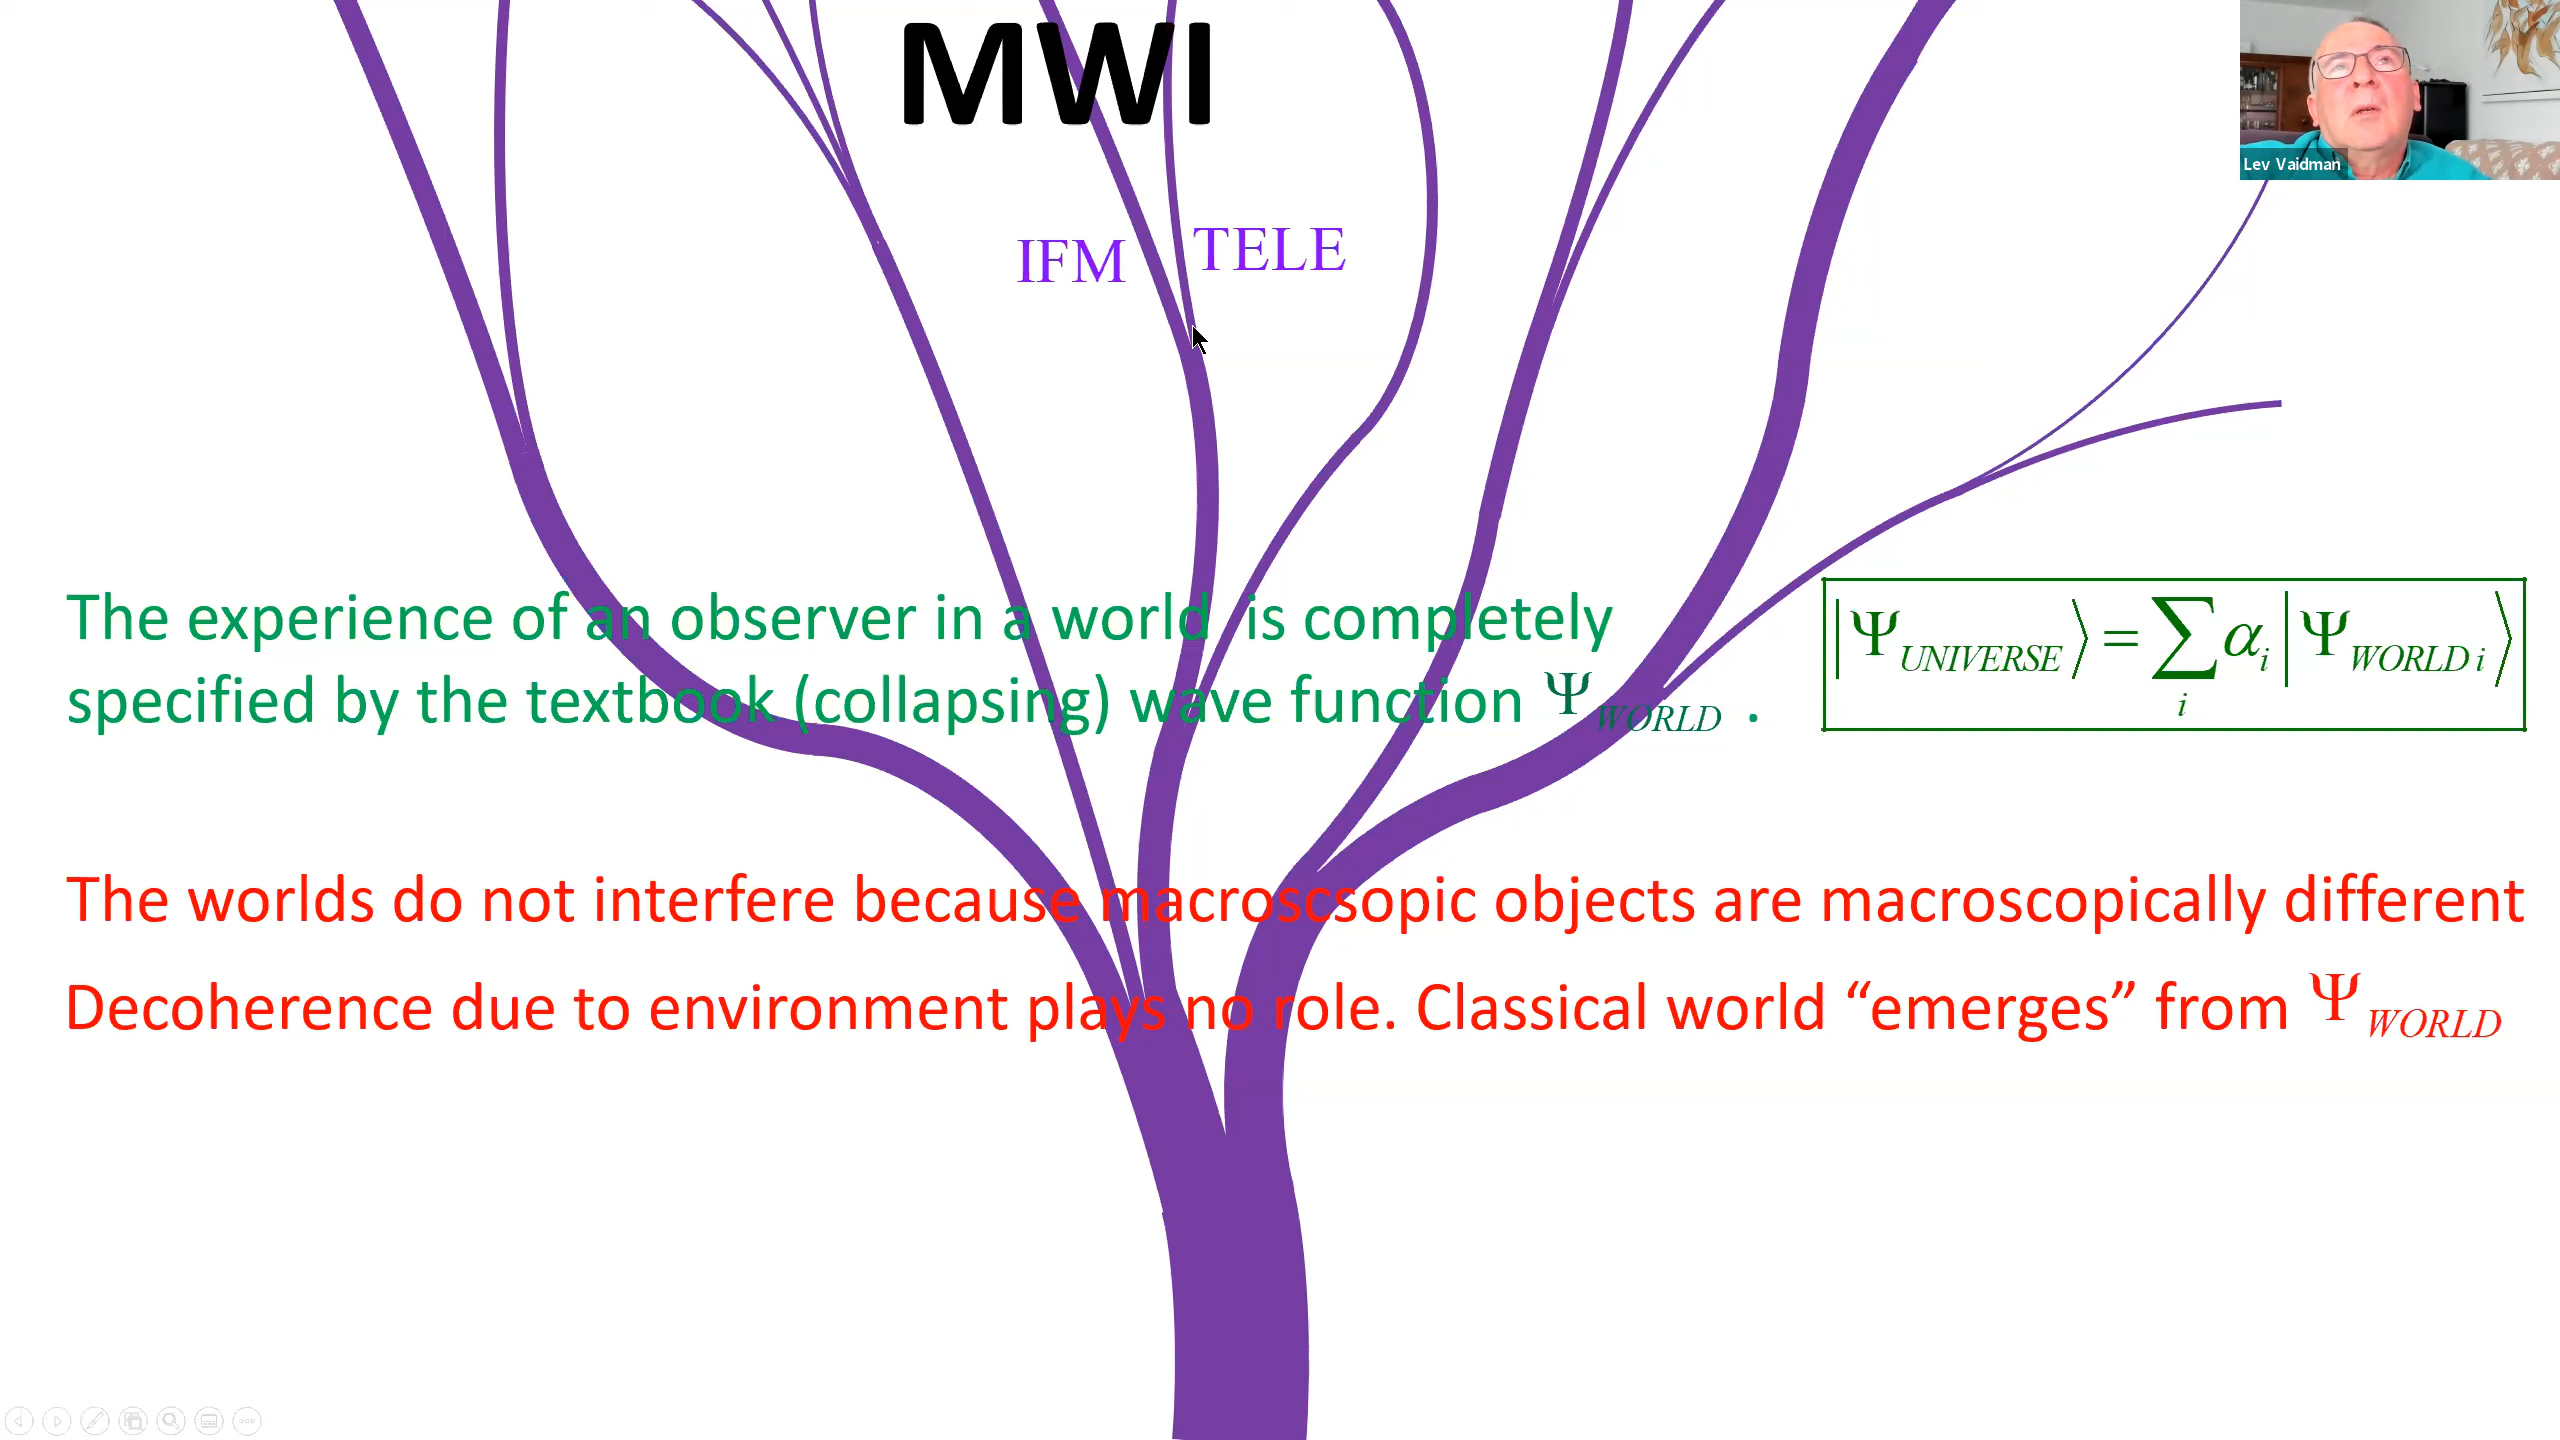 MWI
Lev Vaidman
IFM TELE
The experience of an observer in a world is completely
specified by the textbook (collapsing) wave function Ψ_WORLD .
|Ψ_UNIVERSE⟩ = ∑_i α_i |Ψ_WORLD i⟩
The worlds do not interfere because macroscsopic objects are macroscopically different
Decoherence due to environment plays no role. Classical world “emerges” from Ψ_WORLD